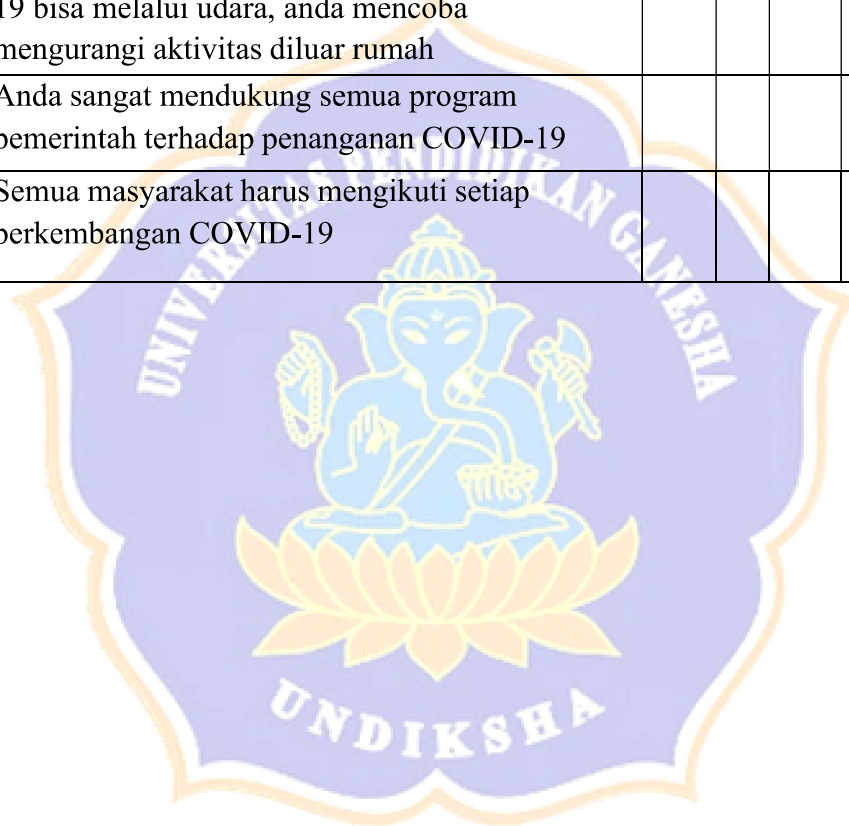 19 bisa melalui udara, anda mencoba
mengurangi aktivitas diluar rumah
Anda sangat mendukung semua program
pemerintah terhadap penanganan COVID-19
Semua masyarakat harus mengikuti setiap
perkembangan COVID-19
UNIVERSITAS PENDIDIKAN GANESHA
UNDIKSHA